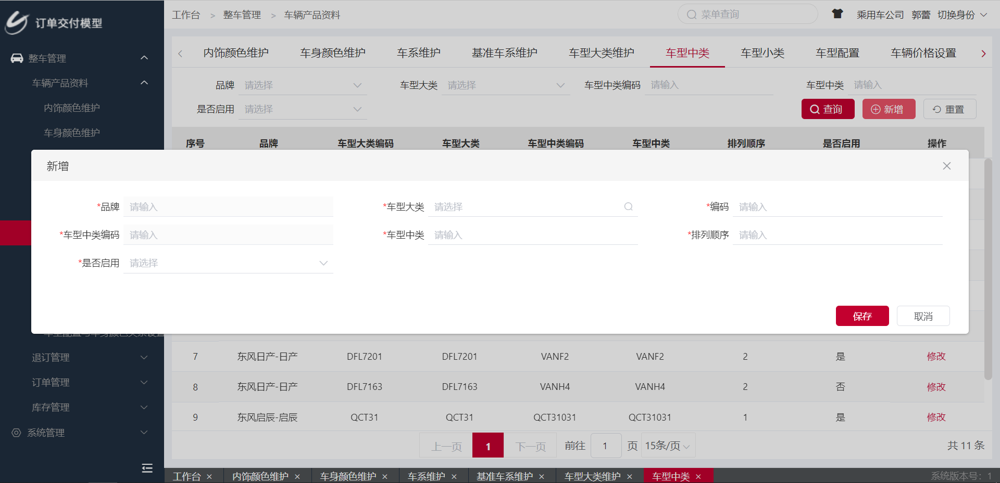 订单交付模型
工作台 > 整车管理 > 车辆产品资料
菜单查询
乘用车公司 郭蕾 切换身份
整车管理
车辆产品资料
内饰颜色维护
车身颜色维护
退订管理
订单管理
库存管理
系统管理
内饰颜色维护 车身颜色维护 车系维护 基准车系维护 车型大类维护 车型中类 车型小类 车型配置 车辆价格设置
品牌 请选择 车型大类 请选择 车型中类编码 请输入 车型中类 请输入
是否启用 请选择 查询 新增 重置
序号 品牌 车型大类编码 车型大类 车型中类编码 车型中类 排列顺序 是否启用 操作
新增
*品牌 请输入 *车型大类 请选择 *编码 请输入
*车型中类编码 请输入 *车型中类 请输入 *排列顺序 请输入
*是否启用 请选择
保存 取消
7 东风日产-日产 DFL7201 DFL7201 VANF2 VANF2 2 是 修改
8 东风日产-日产 DFL7163 DFL7163 VANH4 VANH4 2 否 修改
9 东风启辰-启辰 QCT31 QCT31 QCT31031 QCT31031 1 是 修改
上一页 1 下一页 前往 1 页 15条/页 共 11 条
工作台 × 内饰颜色维护 × 车身颜色维护 × 车系维护 × 基准车系维护 × 车型大类维护 × 车型中类 × 系统版本号：1